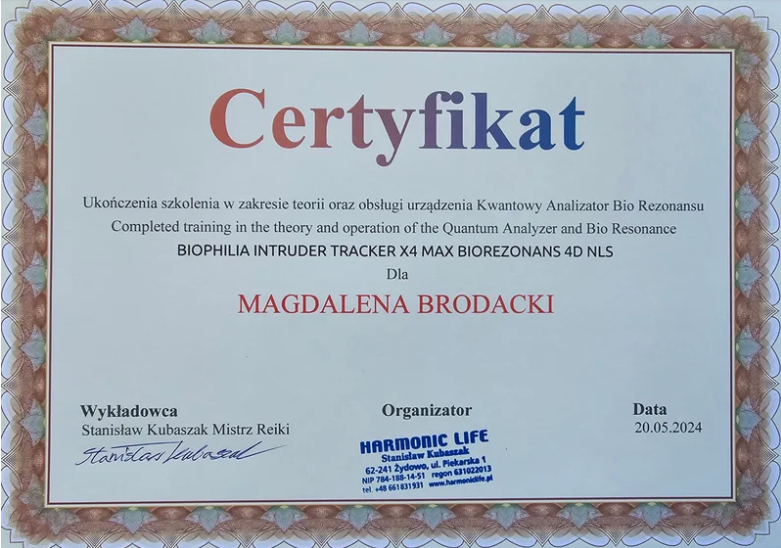 Certyfikat
Ukończenia szkolenia w zakresie teorii oraz obsługi urządzenia Kwantowy Analizator Bio Rezonansu
Completed training in the theory and operation of the Quantum Analyzer and Bio Resonance
BIOPHILIA INTRUDER TRACKER X4 MAX BIOREZONANS 4D NLS
Dla
MAGDALENA BRODACKI
Wykładowca
Stanisław Kubaszak Mistrz Reiki
Stanisław Kubaszak
Organizator
HARMONIC LIFE
Stanisław Kubaszak
62-241 Żydowo, ul. Piekarska 1
NIP 784-188-14-51 regon 631022013
tel. +48 661831931 www.harmoniclife.pl
Data
20.05.2024